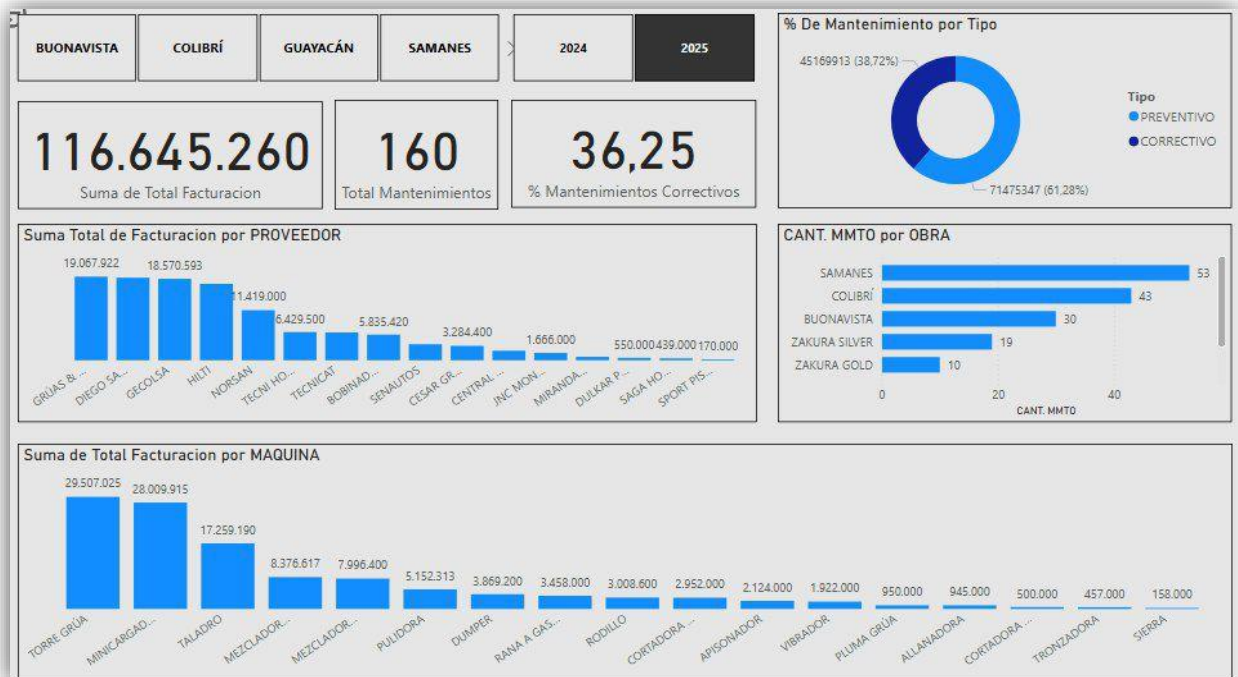 BUONAVISTA
COLIBRÍ
GUAYACÁN
SAMANES
2024
2025
116.645.260
Suma de Total Facturacion
160
Total Mantenimientos
36,25
% Mantenimientos Correctivos
% De Mantenimiento por Tipo
45169913 (38,72%)
71475347 (61,28%)
Tipo
PREVENTIVO
CORRECTIVO
Suma Total de Facturacion por PROVEEDOR
19.067.922
18.570.593
11.419.000
6.429.500
5.835.420
3.284.400
1.666.000
550.000
439.000
170.000
GRÚAS & ...
DIEGO SA...
GECOLSA
HILTI
NORSAN
TECNI HO...
TECNICAT
BOBINAD...
SENAUTOS
CESAR GR...
CENTRAL ...
JNC MON...
MIRANDA...
DULKAR P...
SAGA HO...
SPORT PIS...
CANT. MMTO por OBRA
SAMANES 53
COLIBRÍ 43
BUONAVISTA 30
ZAKURA SILVER 19
ZAKURA GOLD 10
0 20 40
CANT. MMTO
Suma de Total Facturacion por MAQUINA
29.507.025
28.009.915
17.259.190
8.376.617
7.996.400
5.152.313
3.869.200
3.458.000
3.008.600
2.952.000
2.124.000
1.922.000
950.000
945.000
500.000
457.000
158.000
TORRE GRÚA
MINICARGAD...
TALADRO
MEZCLADOR...
MEZCLADOR...
PULIDORA
DUMPER
RANA A GAS...
RODILLO
CORTADORA ...
APISONADOR
VIBRADOR
PLUMA GRÚA
ALLANADORA
CORTADORA ...
TRONZADORA
SIERRA